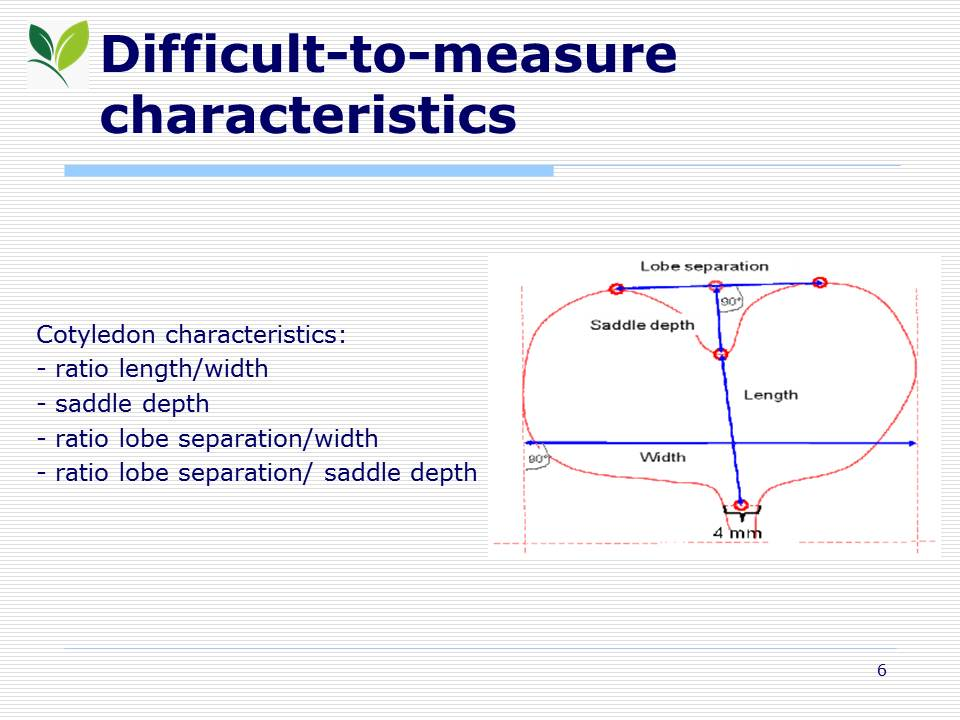 Difficult-to-measure
characteristics
Cotyledon characteristics:
- ratio length/width
- saddle depth
- ratio lobe separation/width
- ratio lobe separation/ saddle depth
Lobe separation
90°
Saddle depth
Length
Width
90°
4 mm
6